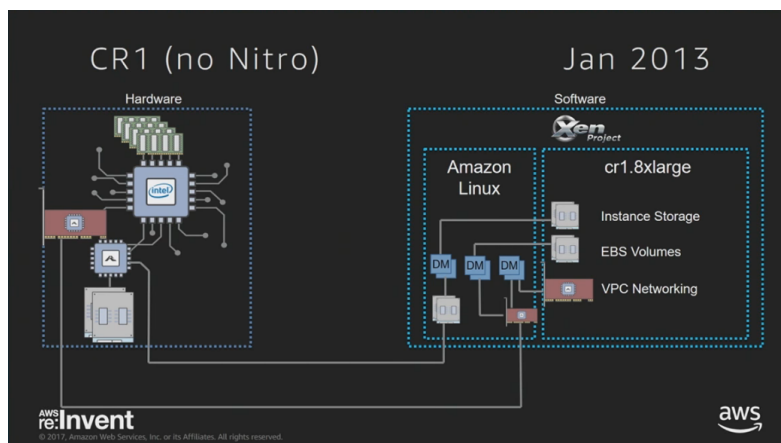 CR1 (no Nitro)
Jan 2013
Hardware
Software
intel
Xen
Project
Amazon
Linux
cr1.8xlarge
Instance Storage
EBS Volumes
VPC Networking
DM
DM
DM
AWS
re:Invent
© 2017, Amazon Web Services, Inc. or its Affiliates. All rights reserved.
aws